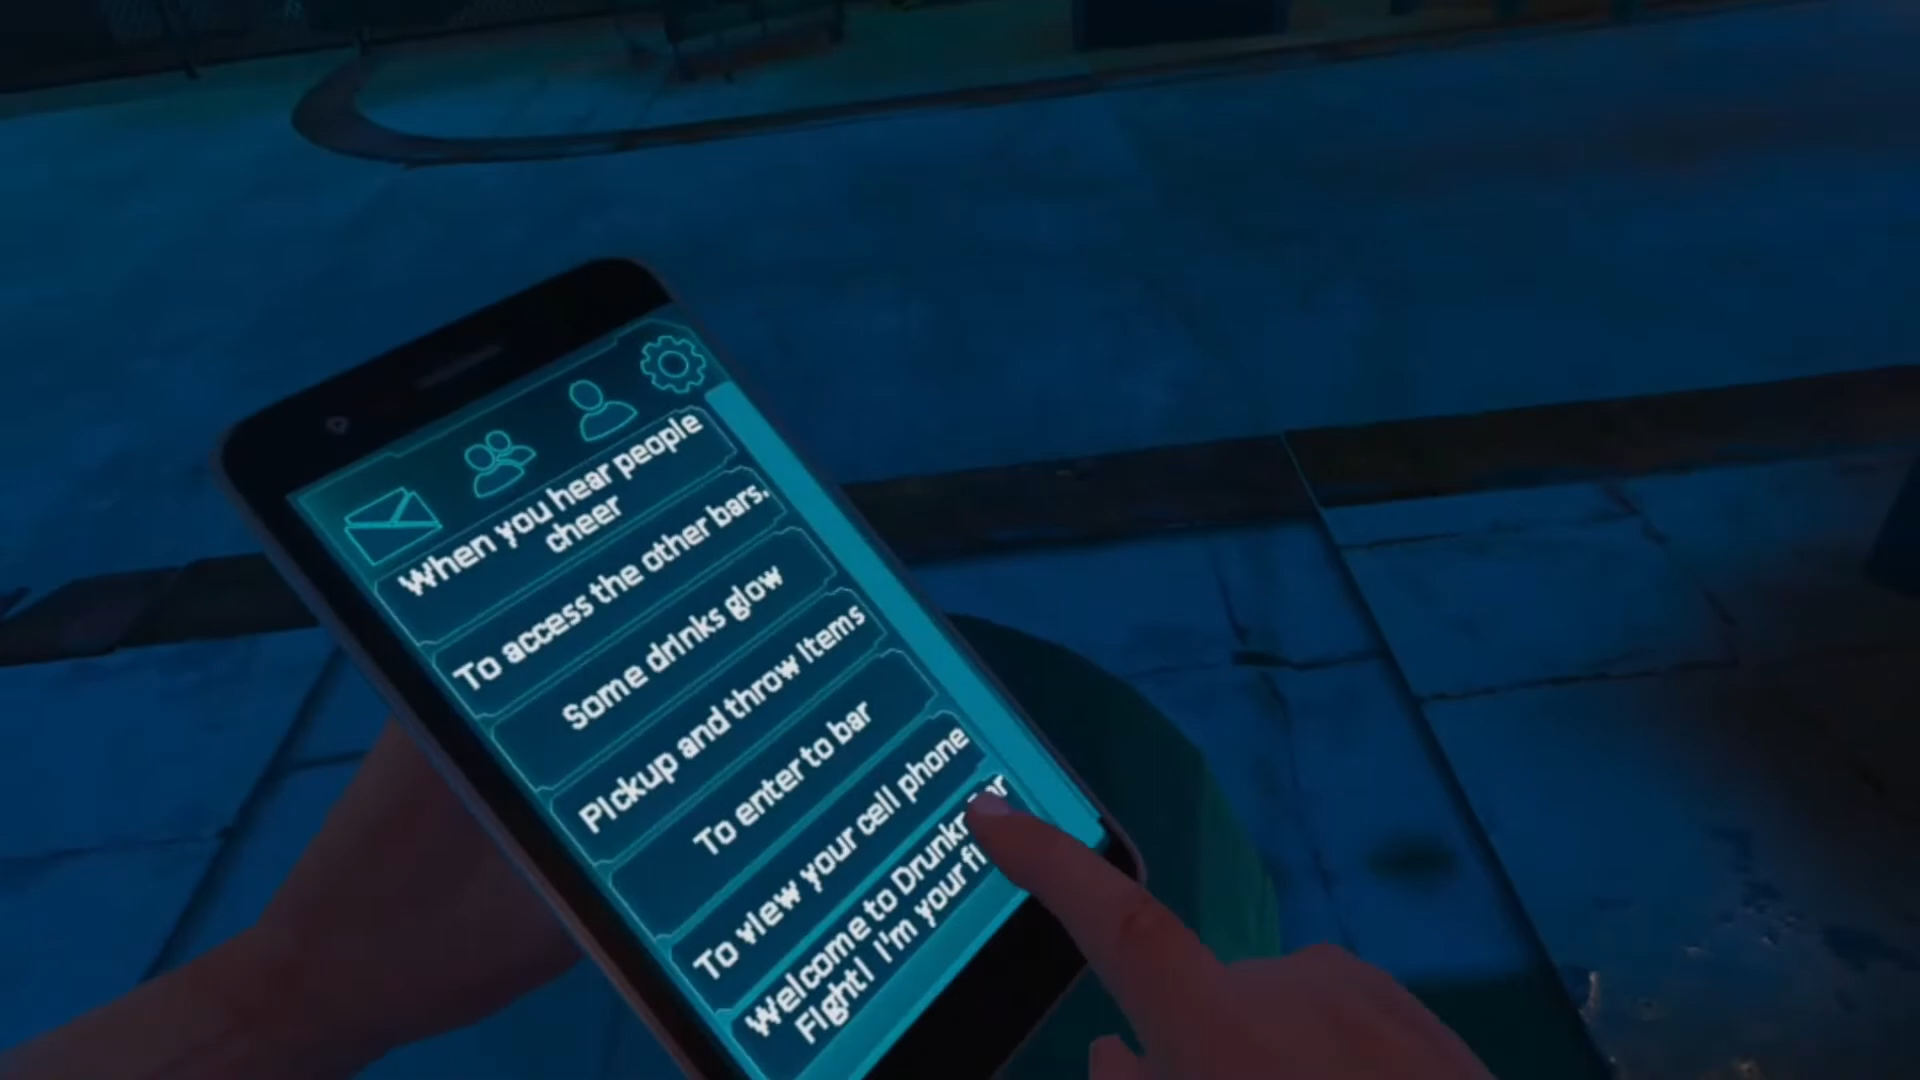 When you hear people
cheer
To access the other bars.
Some drinks glow
Pickup and throw items
To enter to bar
To view your cell phone
Welcome to Drunkn
Fight! I'm your